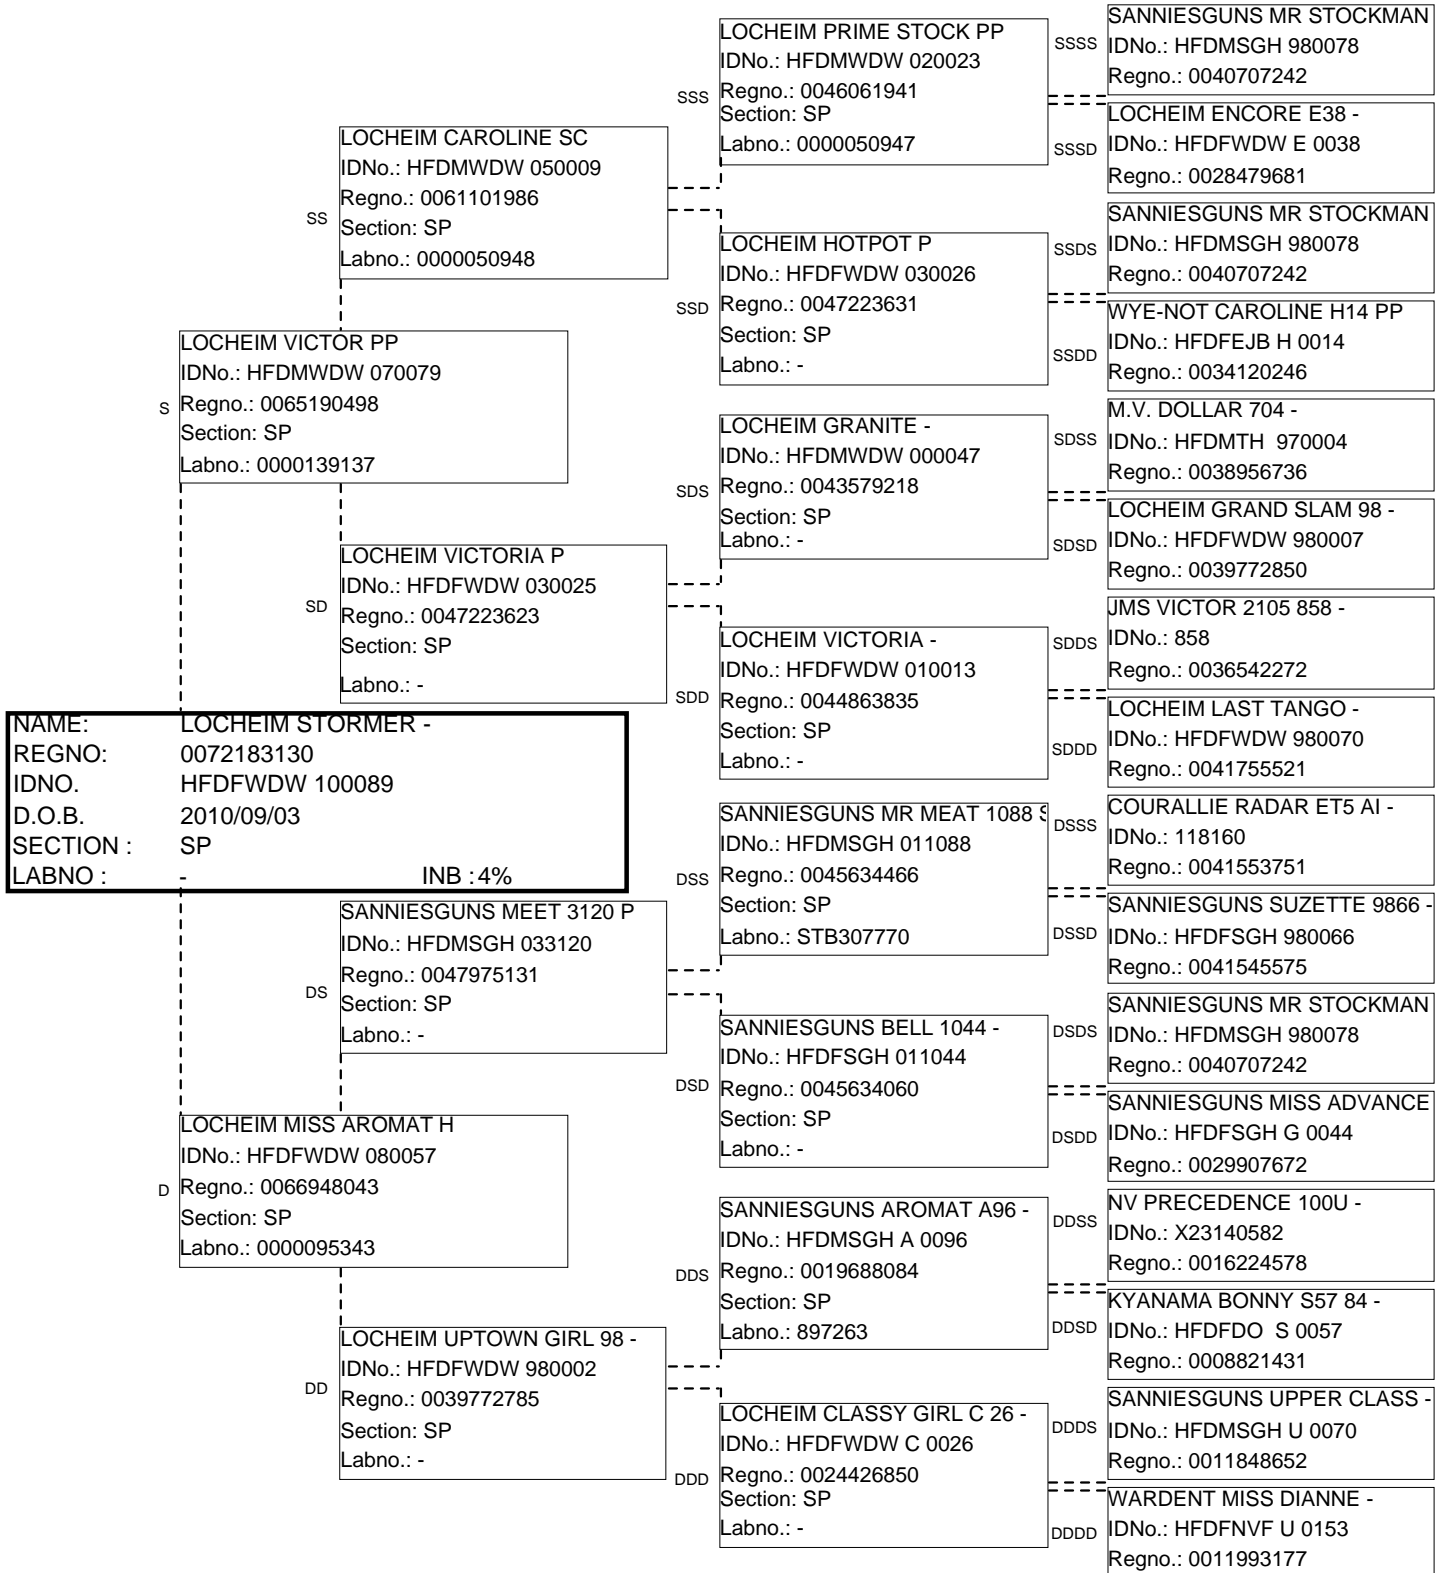 NAME: LOCHEIM STORMER -
REGNO: 0072183130
IDNO. HFDFWDW 100089
D.O.B. 2010/09/03
SECTION : SP
LABNO : - INB : 4%
S
LOCHEIM VICTOR PP
IDNo.: HFDMWDW 070079
Regno.: 0065190498
Section: SP
Labno.: 0000139137
D
LOCHEIM MISS AROMAT H
IDNo.: HFDFWDW 080057
Regno.: 0066948043
Section: SP
Labno.: 0000095343
SS
LOCHEIM CAROLINE SC
IDNo.: HFDMWDW 050009
Regno.: 0061101986
Section: SP
Labno.: 0000050948
SD
LOCHEIM VICTORIA P
IDNo.: HFDFWDW 030025
Regno.: 0047223623
Section: SP
Labno.: -
DS
SANNIESGUNS MEET 3120 P
IDNo.: HFDMSGH 033120
Regno.: 0047975131
Section: SP
Labno.: -
DD
LOCHEIM UPTOWN GIRL 98 -
IDNo.: HFDFWDW 980002
Regno.: 0039772785
Section: SP
Labno.: -
SSS
LOCHEIM PRIME STOCK PP
IDNo.: HFDMWDW 020023
Regno.: 0046061941
Section: SP
Labno.: 0000050947
SSD
LOCHEIM HOTPOT P
IDNo.: HFDFWDW 030026
Regno.: 0047223631
Section: SP
Labno.: -
SDS
LOCHEIM GRANITE -
IDNo.: HFDMWDW 000047
Regno.: 0043579218
Section: SP
Labno.: -
SDD
LOCHEIM VICTORIA -
IDNo.: HFDFWDW 010013
Regno.: 0044863835
Section: SP
Labno.: -
DSS
SANNIESGUNS MR MEAT 1088 S
IDNo.: HFDMSGH 011088
Regno.: 0045634466
Section: SP
Labno.: STB307770
DSD
SANNIESGUNS BELL 1044 -
IDNo.: HFDFSGH 011044
Regno.: 0045634060
Section: SP
Labno.: -
DDS
SANNIESGUNS AROMAT A96 -
IDNo.: HFDMSGH A 0096
Regno.: 0019688084
Section: SP
Labno.: 897263
DDD
LOCHEIM CLASSY GIRL C 26 -
IDNo.: HFDFWDW C 0026
Regno.: 0024426850
Section: SP
Labno.: -
SSSS
SANNIESGUNS MR STOCKMAN
IDNo.: HFDMSGH 980078
Regno.: 0040707242
SSSD
LOCHEIM ENCORE E38 -
IDNo.: HFDFWDW E 0038
Regno.: 0028479681
SSDS
SANNIESGUNS MR STOCKMAN
IDNo.: HFDMSGH 980078
Regno.: 0040707242
SSDD
WYE-NOT CAROLINE H14 PP
IDNo.: HFDFEJB H 0014
Regno.: 0034120246
SDSS
M.V. DOLLAR 704 -
IDNo.: HFDMTH 970004
Regno.: 0038956736
SDSD
LOCHEIM GRAND SLAM 98 -
IDNo.: HFDFWDW 980007
Regno.: 0039772850
SDDS
JMS VICTOR 2105 858 -
IDNo.: 858
Regno.: 0036542272
SDDD
LOCHEIM LAST TANGO -
IDNo.: HFDFWDW 980070
Regno.: 0041755521
DSSS
COURALLIE RADAR ET5 AI -
IDNo.: 118160
Regno.: 0041553751
DSSD
SANNIESGUNS SUZETTE 9866 -
IDNo.: HFDFSGH 980066
Regno.: 0041545575
DSDS
SANNIESGUNS MR STOCKMAN
IDNo.: HFDMSGH 980078
Regno.: 0040707242
DSDD
SANNIESGUNS MISS ADVANCE
IDNo.: HFDFSGH G 0044
Regno.: 0029907672
DDSS
NV PRECEDENCE 100U -
IDNo.: X23140582
Regno.: 0016224578
DDSD
KYANAMA BONNY S57 84 -
IDNo.: HFDFDO S 0057
Regno.: 0008821431
DDDS
SANNIESGUNS UPPER CLASS -
IDNo.: HFDMSGH U 0070
Regno.: 0011848652
DDDD
WARDENT MISS DIANNE -
IDNo.: HFDFNVF U 0153
Regno.: 0011993177